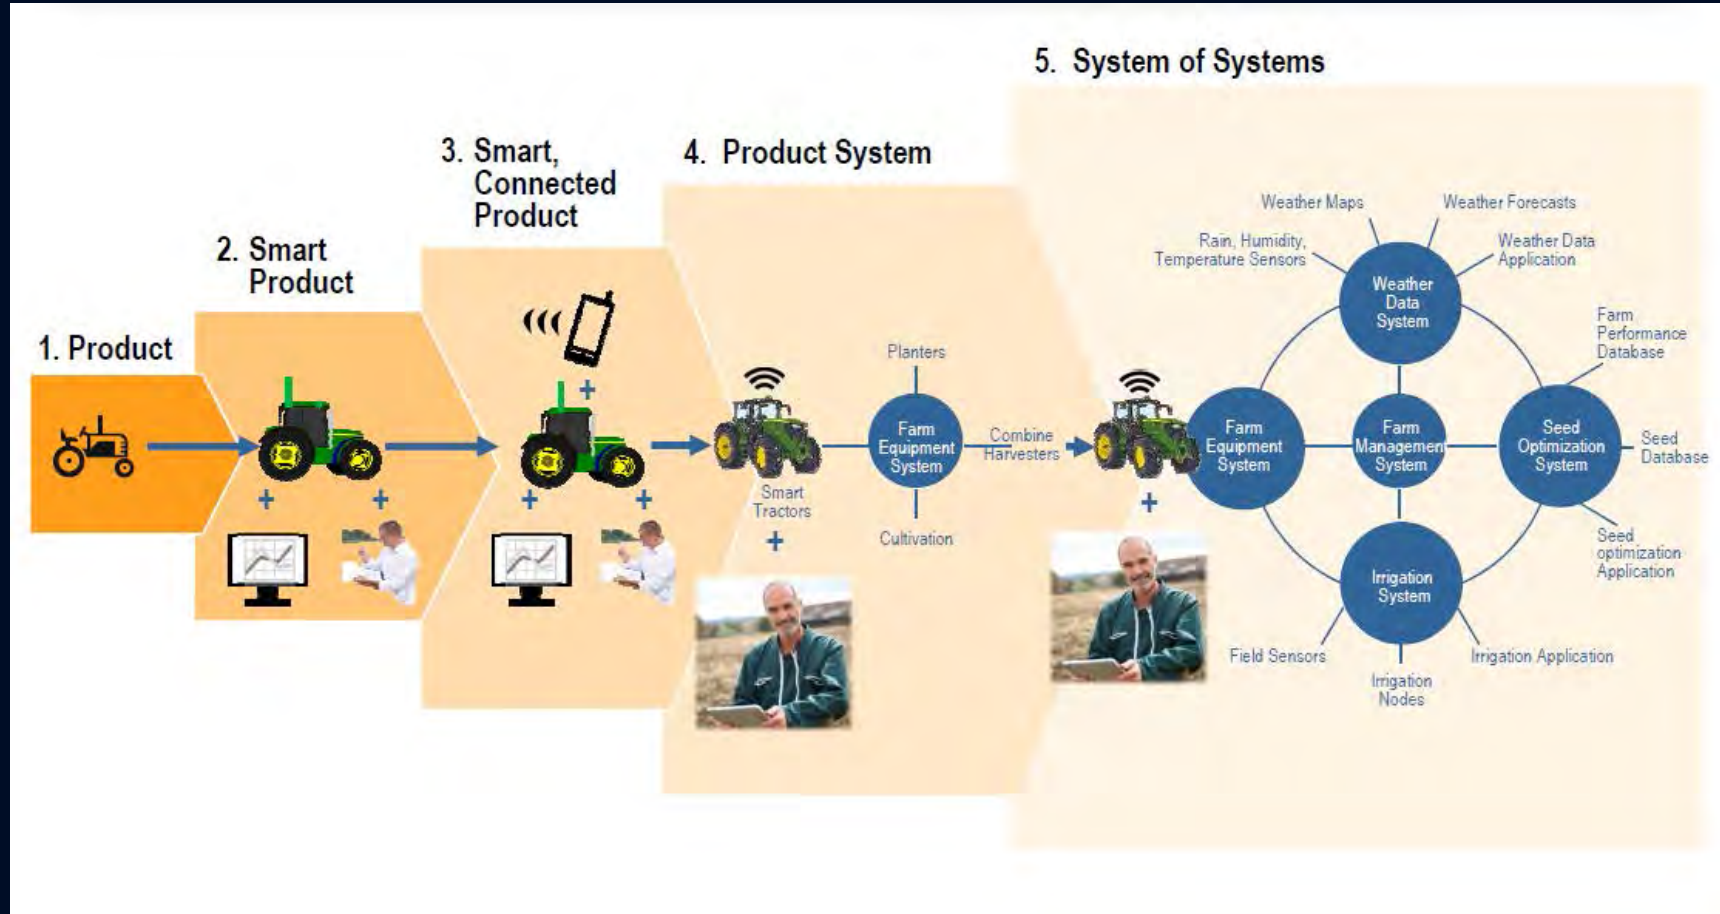 1. Product
2. Smart
Product
3. Smart,
Connected
Product
4. Product System
Smart
Tractors
Planters
Farm
Equipment
System
Combine
Harvesters
Cultivation
5. System of Systems
Weather Maps
Weather Forecasts
Rain, Humidity,
Temperature Sensors
Weather Data
Application
Weather
Data
System
Farm
Performance
Database
Farm
Equipment
System
Farm
Management
System
Seed
Optimization
System
Seed
Database
Seed
optimization
Application
Irrigation
System
Field Sensors
Irrigation
Nodes
Irrigation Application